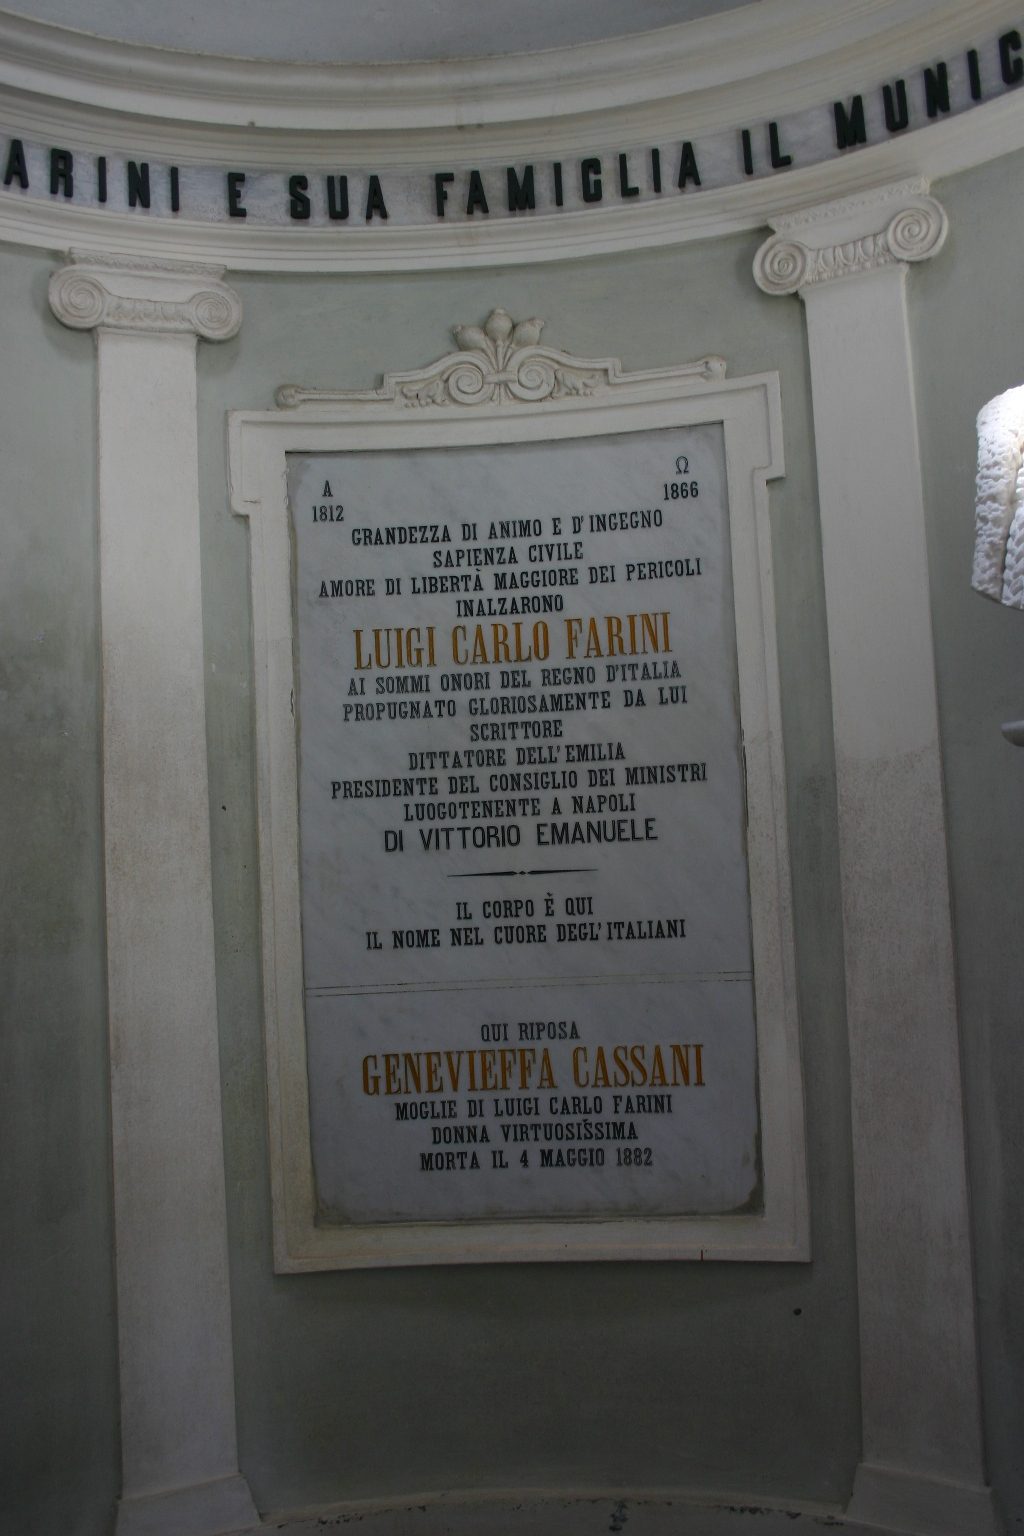 ARINI E SUA FAMIGLIA IL MUNIC
A Ω
1812 1866
GRANDEZZA DI ANIMO E D'INGEGNO
SAPIENZA CIVILE
AMORE DI LIBERTÀ MAGGIORE DEI PERICOLI
INALZARONO
LUIGI CARLO FARINI
AI SOMMI ONORI DEL REGNO D'ITALIA
PROPUGNATO GLORIOSAMENTE DA LUI
SCRITTORE
DITTATORE DELL'EMILIA
PRESIDENTE DEL CONSIGLIO DEI MINISTRI
LUOGOTENENTE A NAPOLI
DI VITTORIO EMANUELE
IL CORPO È QUI
IL NOME NEL CUORE DEGL'ITALIANI
QUI RIPOSA
GENEVIEFFA CASSANI
MOGLIE DI LUIGI CARLO FARINI
DONNA VIRTUOSISSIMA
MORTA IL 4 MAGGIO 1882